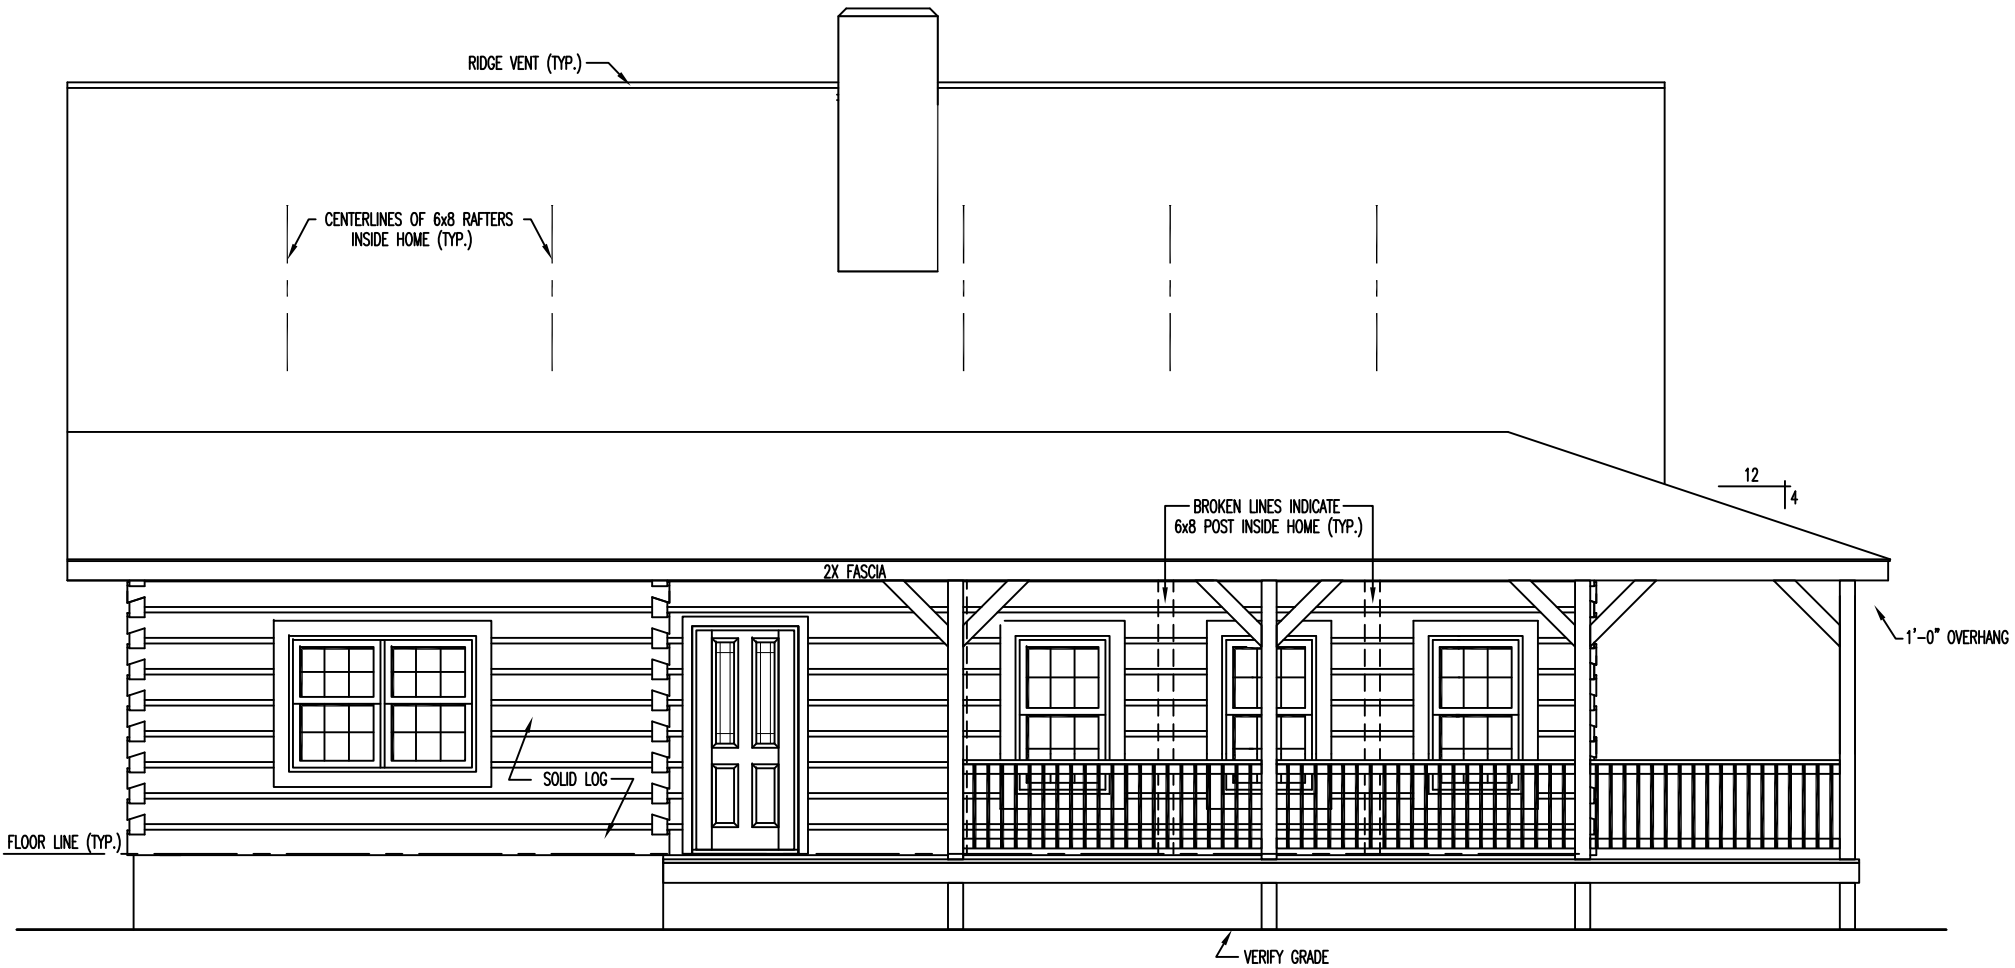 RIDGE VENT (TYP.)
CENTERLINES OF 6x8 RAFTERS
INSIDE HOME (TYP.)
12
4
BROKEN LINES INDICATE
6x8 POST INSIDE HOME (TYP.)
2X FASCIA
1'-0" OVERHANG
SOLID LOG
FLOOR LINE (TYP.)
VERIFY GRADE